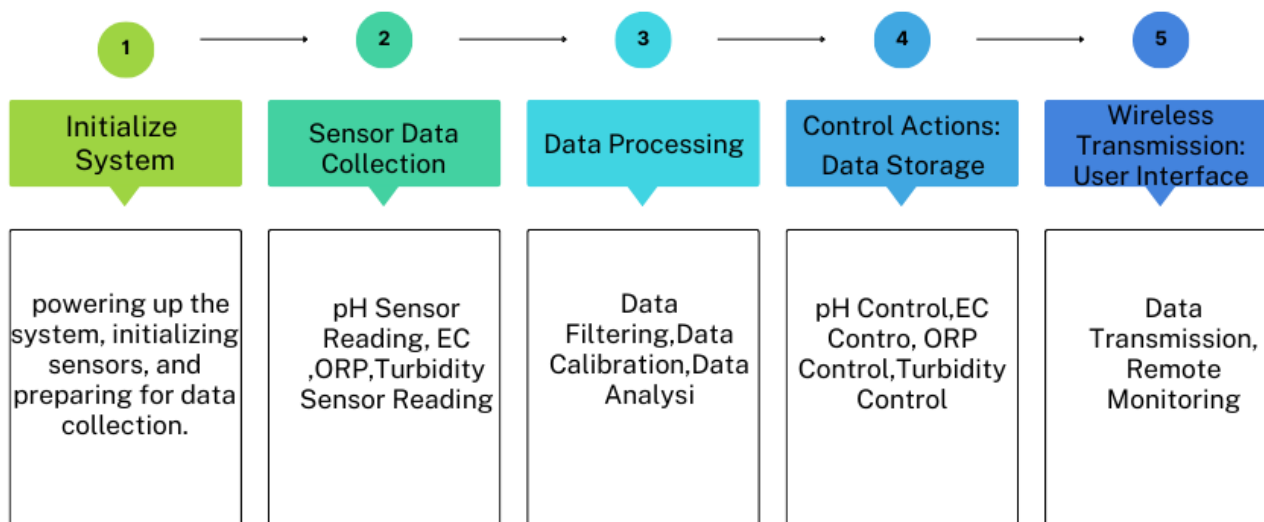 1
2
3
4
5
Initialize
System
Sensor Data
Collection
Data Processing
Control Actions:
Data Storage
Wireless
Transmission:
User Interface
powering up the
system, initializing
sensors, and
preparing for data
collection.
pH Sensor
Reading, EC
,ORP,Turbidity
Sensor Reading
Data
Filtering,Data
Calibration,Data
Analysi
pH Control,EC
Contro, ORP
Control,Turbidity
Control
Data
Transmission,
Remote
Monitoring